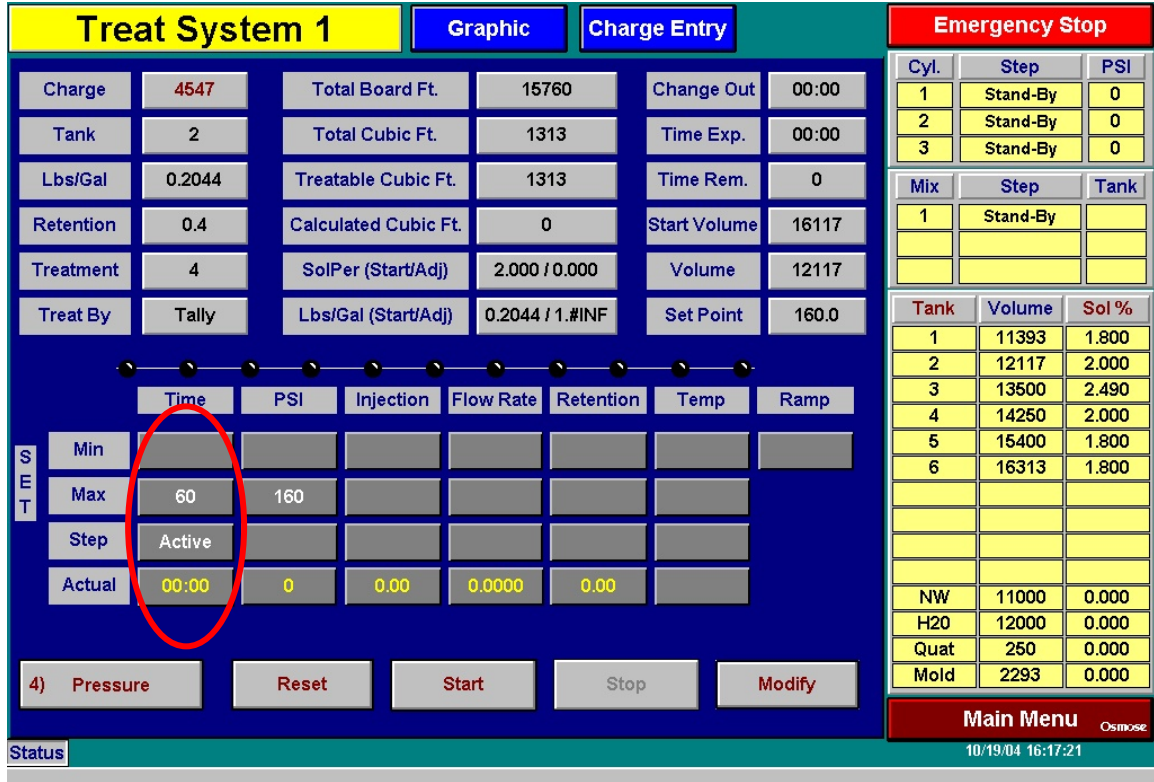 Treat System 1 Graphic Charge Entry Emergency Stop
Charge 4547 Total Board Ft. 15760 Change Out 00:00
Tank 2 Total Cubic Ft. 1313 Time Exp. 00:00
Lbs/Gal 0.2044 Treatable Cubic Ft. 1313 Time Rem. 0
Retention 0.4 Calculated Cubic Ft. 0 Start Volume 16117
Treatment 4 SolPer (Start/Adj) 2.000 / 0.000 Volume 12117
Treat By Tally Lbs/Gal (Start/Adj) 0.2044 / 1.#INF Set Point 160.0
Time PSI Injection Flow Rate Retention Temp Ramp
SET
Min
Max 60 160
Step Active
Actual 00:00 0 0.00 0.0000 0.00
4) Pressure Reset Start Stop Modify
Status
Cyl. Step PSI
1 Stand-By 0
2 Stand-By 0
3 Stand-By 0
Mix Step Tank
1 Stand-By
Tank Volume Sol %
1 11393 1.800
2 12117 2.000
3 13500 2.490
4 14250 2.000
5 15400 1.800
6 16313 1.800
NW 11000 0.000
H20 12000 0.000
Quat 250 0.000
Mold 2293 0.000
Main Menu Osmose
10/19/04 16:17:21